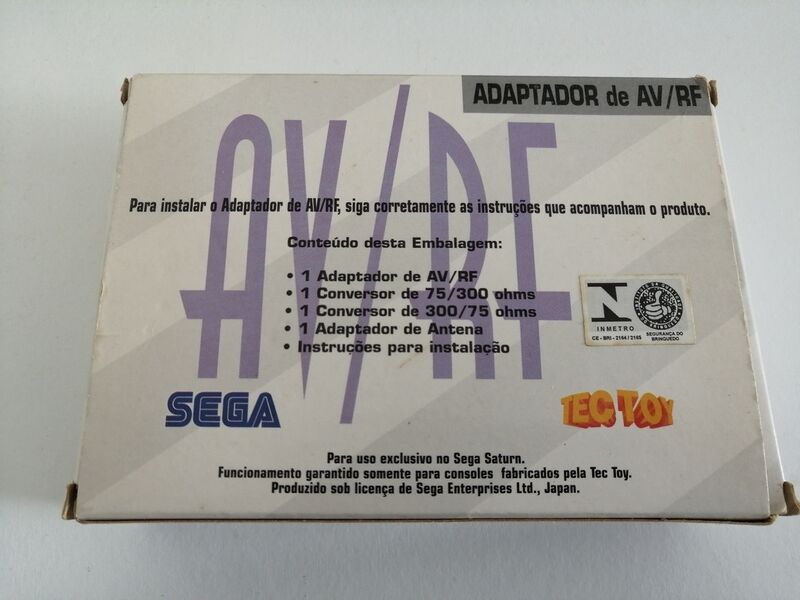 ADAPTADOR de AV/RF
AV/RF
Para instalar o Adaptador de AV/RF, siga corretamente as instruções que acompanham o produto.
Conteúdo desta Embalagem:
• 1 Adaptador de AV/RF
• 1 Conversor de 75/300 ohms
• 1 Conversor de 300/75 ohms
• 1 Adaptador de Antena
• Instruções para instalação
N
INMETRO
CE - BRI - 2164 / 2165
SEGURANÇA DO
BRINQUEDO
SEGA
TEC TOY
Para uso exclusivo no Sega Saturn.
Funcionamento garantido somente para consoles fabricados pela Tec Toy.
Produzido sob licença de Sega Enterprises Ltd., Japan.